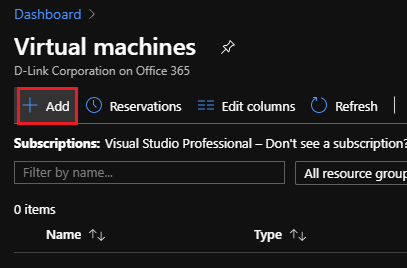 Dashboard >
Virtual machines
D-Link Corporation on Office 365
+ Add Reservations Edit columns Refresh
Subscriptions: Visual Studio Professional – Don't see a subscription?
Filter by name... All resource group
0 items
Name ↑↓ Type ↑↓